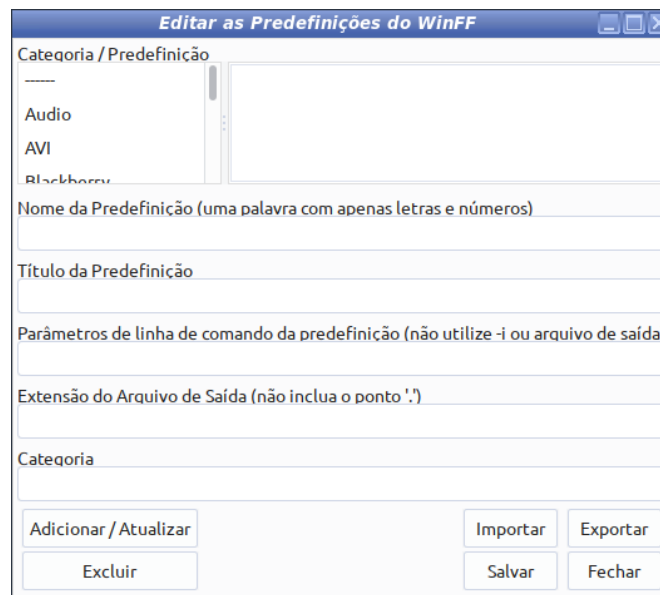 Editar as Predefinições do WinFF
Categoria / Predefinição
------
Audio
AVI
Blackberry
Nome da Predefinição (uma palavra com apenas letras e números)
Título da Predefinição
Parâmetros de linha de comando da predefinição (não utilize -i ou arquivo de saída
Extensão do Arquivo de Saída (não inclua o ponto '.')
Categoria
Adicionar / Atualizar
Importar
Exportar
Excluir
Salvar
Fechar